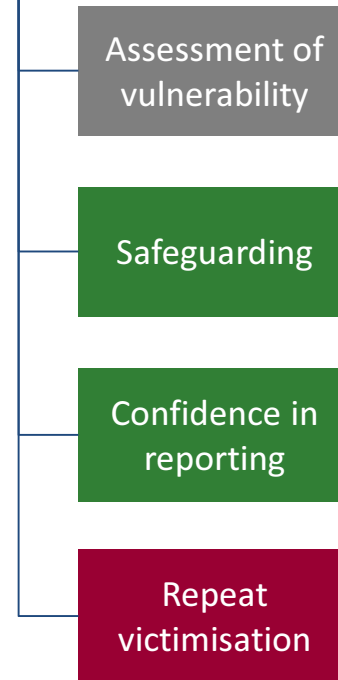 Assessment of
vulnerability
Safeguarding
Confidence in
reporting
Repeat
victimisation